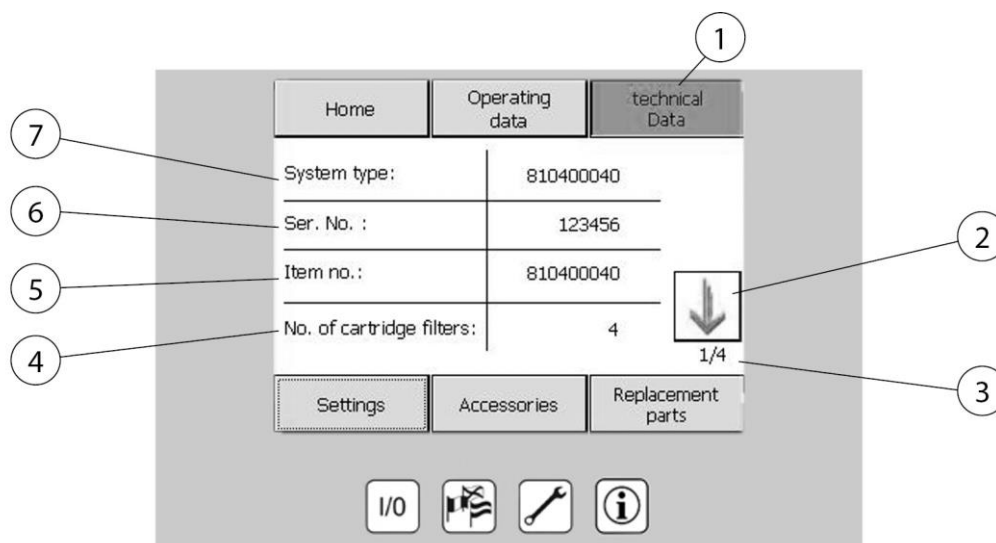 1
Home
Operating
data
technical
Data
7
System type:
810400040
6
Ser. No. :
123456
2
5
Item no.:
810400040
4
No. of cartridge filters:
4
1/4
3
Settings
Accessories
Replacement
parts
I/0
i